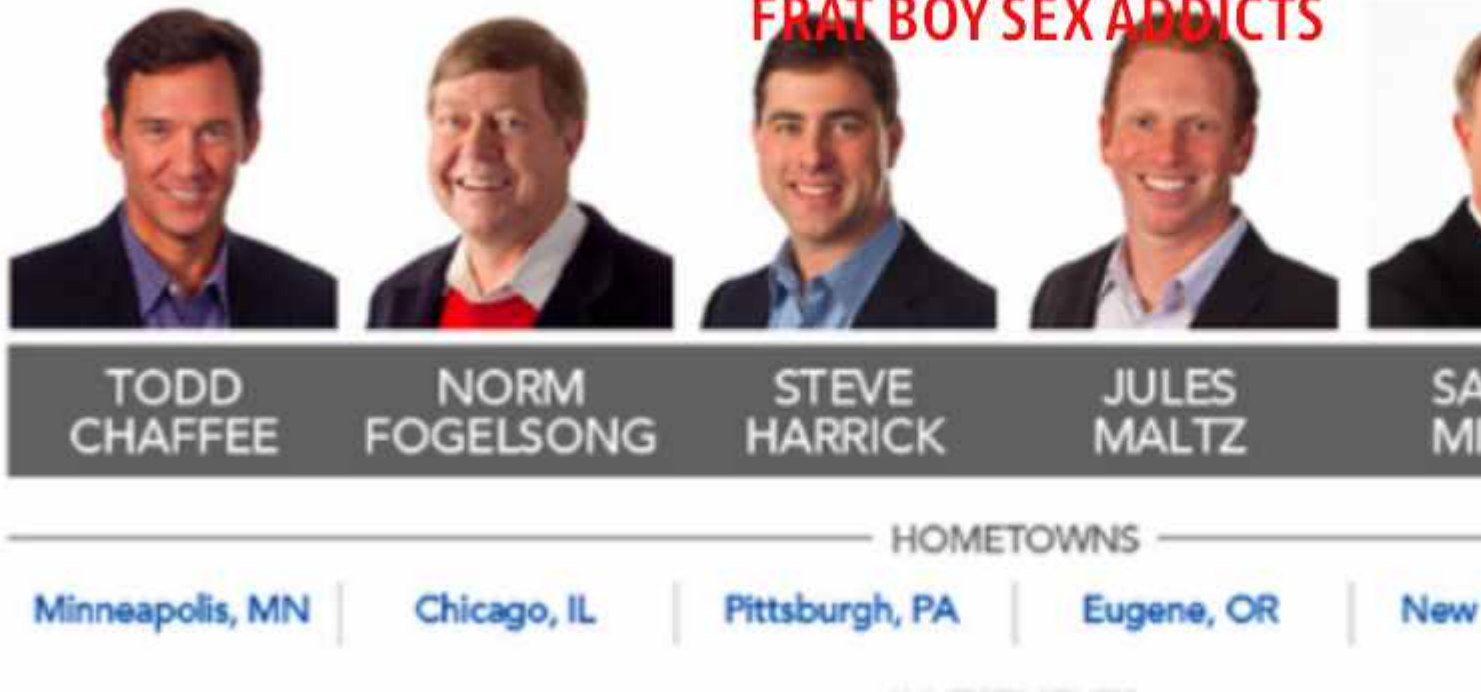 FRAT BOY SEX ADDICTS
TODD
CHAFFEE
NORM
FOGELSONG
STEVE
HARRICK
JULES
MALTZ
SA
HOMETOWNS
Minneapolis, MN
Chicago, IL
Pittsburgh, PA
Eugene, OR
New